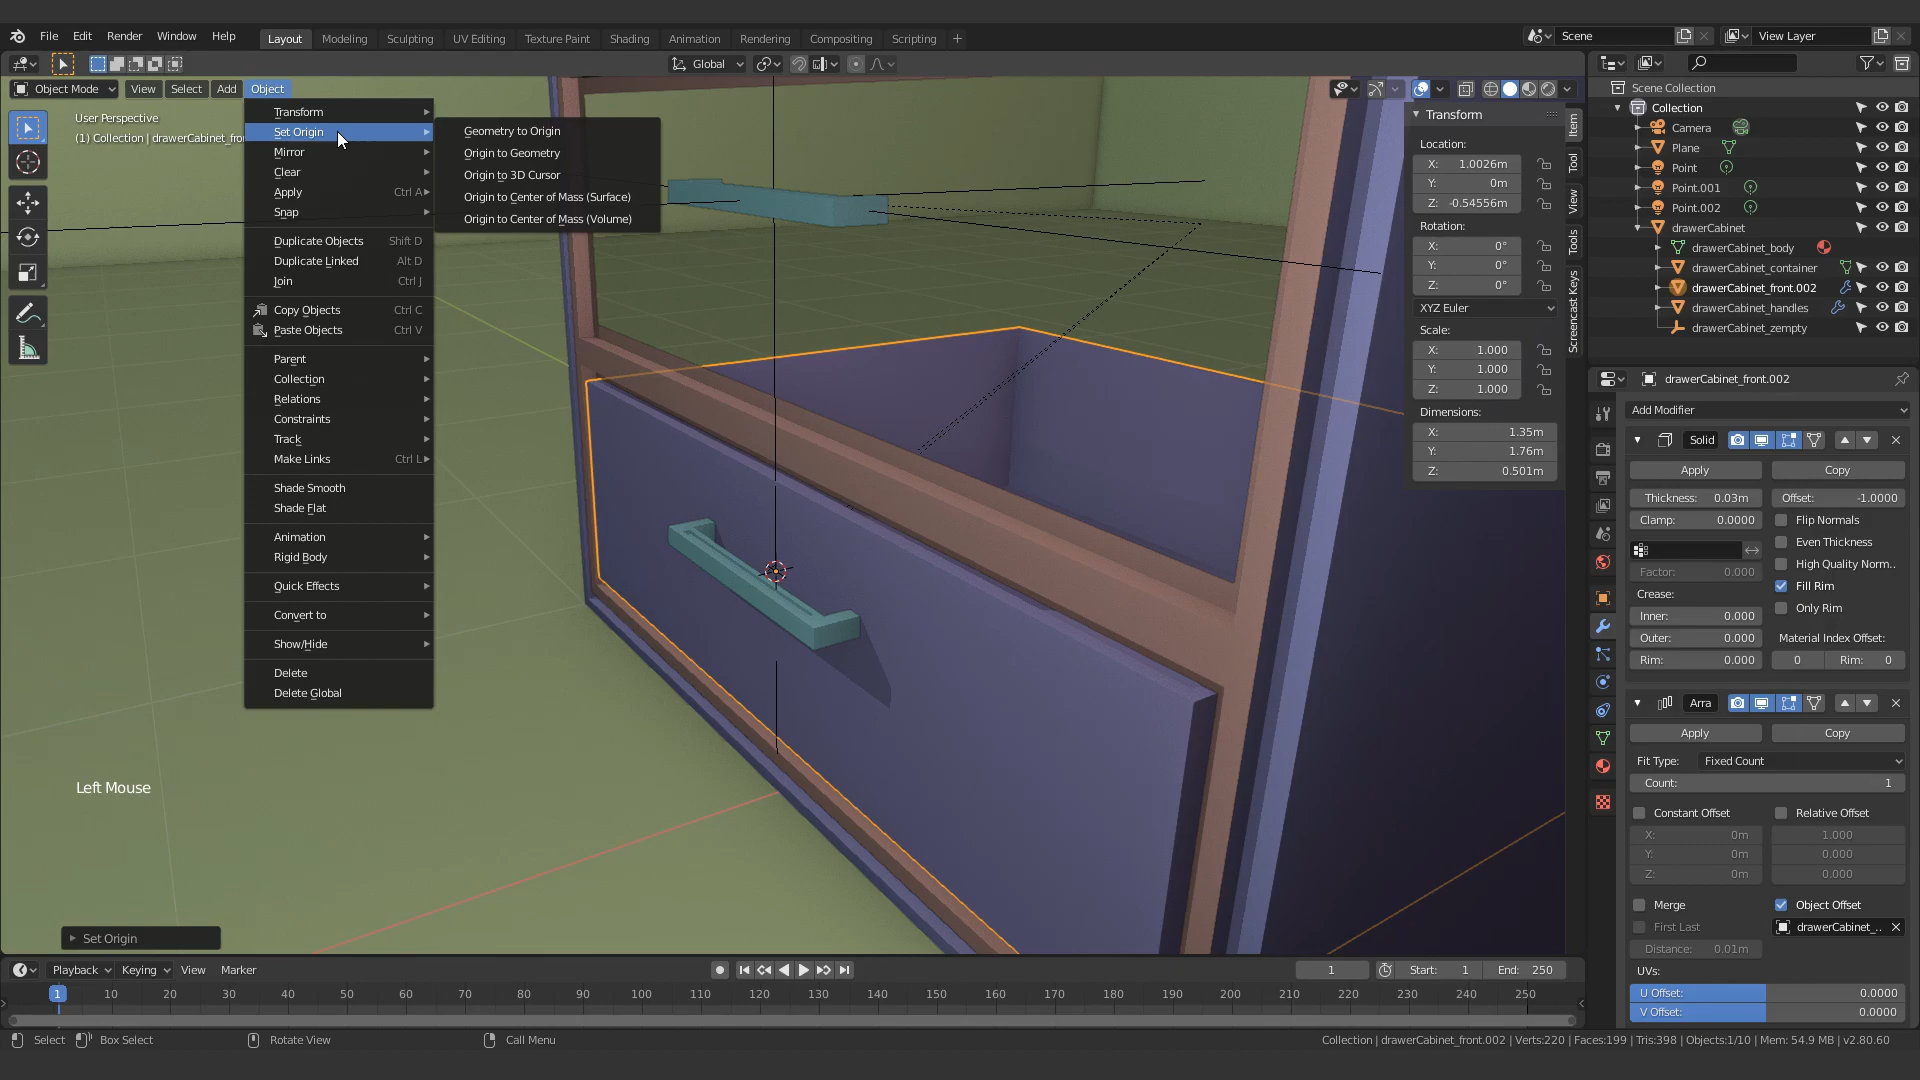 File Edit Render Window Help
Layout Modeling Sculpting UV Editing Texture Paint Shading Animation Rendering Compositing Scripting +
Scene
View Layer
Global
Object Mode View Select Add Object
User Perspective
(1) Collection | drawerCabinet_fro
Transform
Set Origin
Mirror
Clear
Apply Ctrl A
Snap
Duplicate Objects Shift D
Duplicate Linked Alt D
Join Ctrl J
Copy Objects Ctrl C
Paste Objects Ctrl V
Parent
Collection
Relations
Constraints
Track
Make Links Ctrl L
Shade Smooth
Shade Flat
Animation
Rigid Body
Quick Effects
Convert to
Show/Hide
Delete
Delete Global
Geometry to Origin
Origin to Geometry
Origin to 3D Cursor
Origin to Center of Mass (Surface)
Origin to Center of Mass (Volume)
Left Mouse
Set Origin
Transform
Location:
X: 1.0026m
Y: 0m
Z: -0.54556m
Rotation:
X: 0°
Y: 0°
Z: 0°
XYZ Euler
Scale:
X: 1.000
Y: 1.000
Z: 1.000
Dimensions:
X: 1.35m
Y: 1.76m
Z: 0.501m
Item
Tool
View
Tools
Screencast Keys
Scene Collection
Collection
Camera
Plane
Point
Point.001
Point.002
drawerCabinet
drawerCabinet_body
drawerCabinet_container
drawerCabinet_front.002
drawerCabinet_handles
drawerCabinet_zempty
drawerCabinet_front.002
Add Modifier
Solid
Apply Copy
Thickness: 0.03m Offset: -1.0000
Clamp: 0.0000 Flip Normals
Even Thickness
High Quality Norm..
Factor: 0.000
Fill Rim
Crease:
Only Rim
Inner: 0.000
Outer: 0.000 Material Index Offset:
Rim: 0.000 0 Rim: 0
Arra
Apply Copy
Fit Type: Fixed Count
Count: 1
Constant Offset Relative Offset
X: 0m 1.000
Y: 0m 0.000
Z: 0m 0.000
Merge Object Offset
First Last drawerCabinet_..
Distance: 0.01m
UVs:
U Offset: 0.0000
V Offset: 0.0000
Playback Keying View Marker
1 Start: 1 End: 250
1 10 20 30 40 50 60 70 80 90 100 110 120 130 140 150 160 170 180 190 200 210 220 230 240 250
Select Box Select Rotate View Call Menu
Collection | drawerCabinet_front.002 | Verts:220 | Faces:199 | Tris:398 | Objects:1/10 | Mem: 54.9 MB | v2.80.60